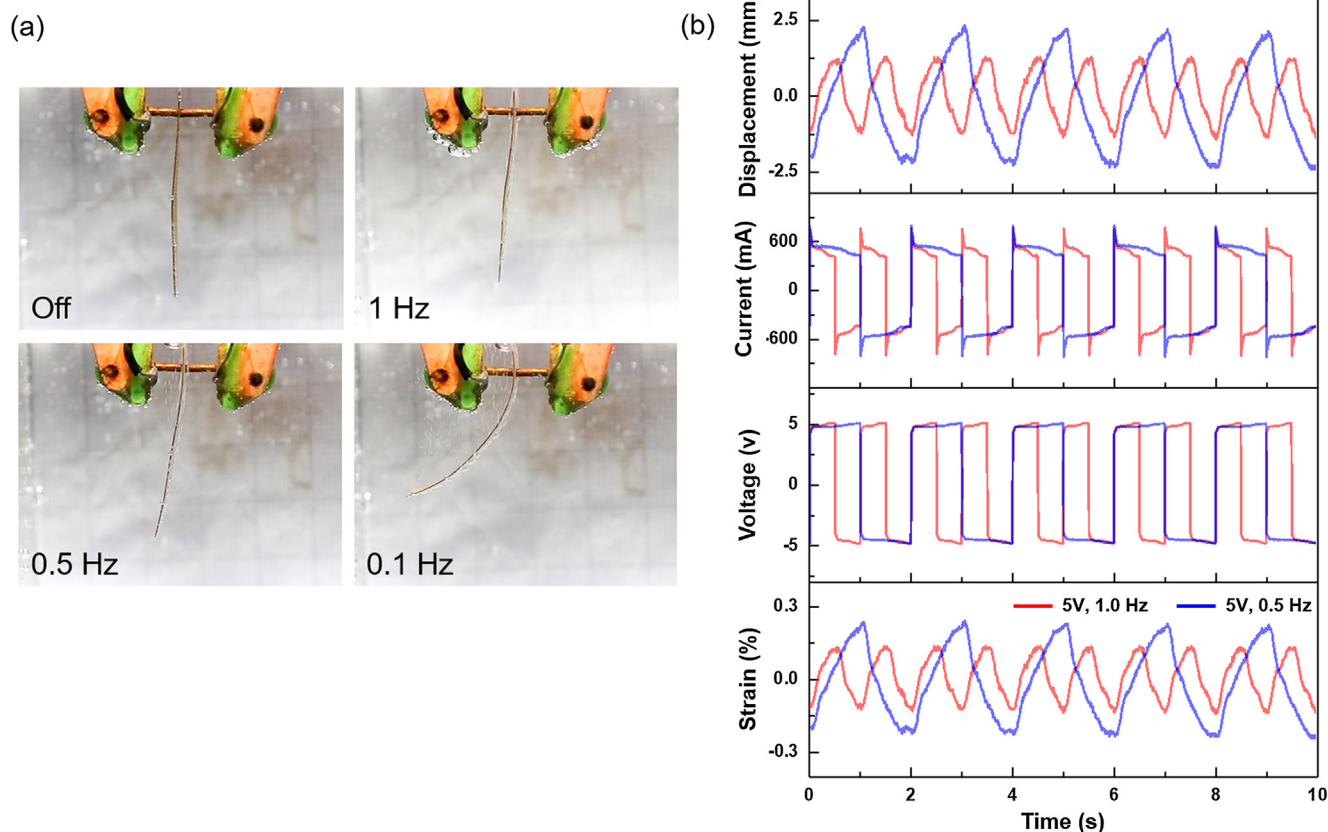 (a)
Off
1 Hz
0.5 Hz
0.1 Hz
(b)
Displacement (mm
2.5
0.0
-2.5
Current (mA)
600
0
-600
Voltage (v)
5
0
-5
Strain (%)
0.3
0.0
-0.3
5V, 1.0 Hz
5V, 0.5 Hz
0 2 4 6 8 10
Time (s)